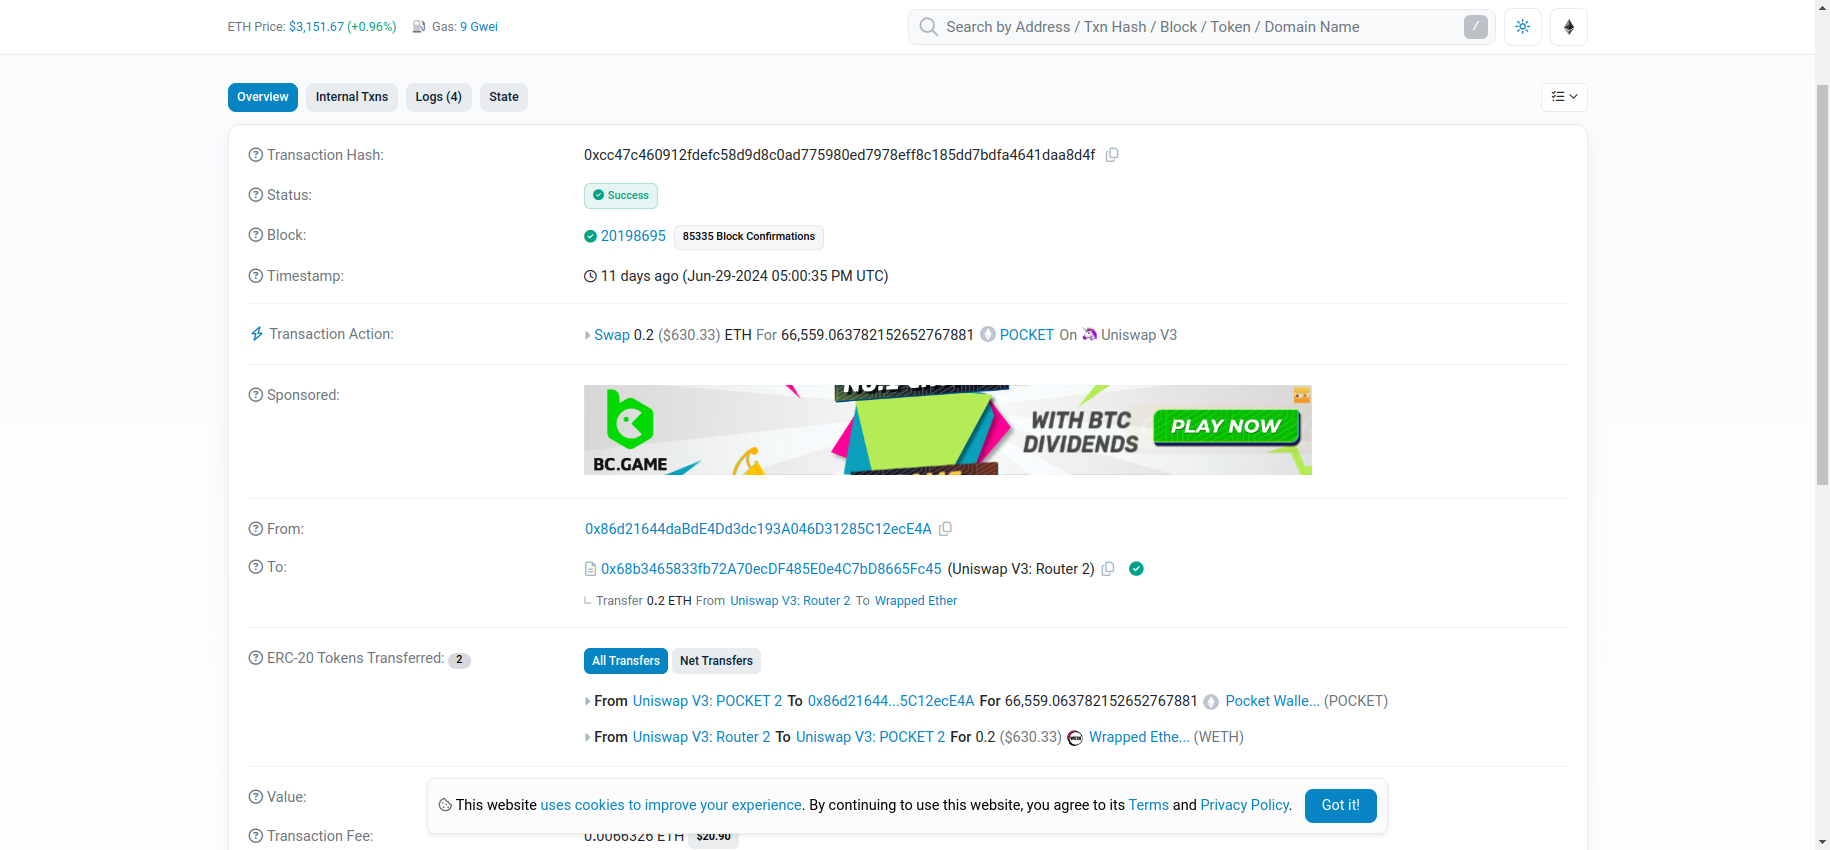 ETH Price: $3,151.67 (+0.96%) Gas: 9 Gwei
Search by Address / Txn Hash / Block / Token / Domain Name /
Overview Internal Txns Logs (4) State
Transaction Hash: 0xcc47c460912fdefc58d9d8c0ad775980ed7978eff8c185dd7bdfa4641daa8d4f
Status: Success
Block: 20198695 85335 Block Confirmations
Timestamp: 11 days ago (Jun-29-2024 05:00:35 PM UTC)
Transaction Action: Swap 0.2 ($630.33) ETH For 66,559.063782152652767881 POCKET On Uniswap V3
Sponsored:
BC.GAME
WITH BTC
DIVIDENDS
PLAY NOW
From: 0x86d21644daBdE4Dd3dc193A046D31285C12ecE4A
To: 0x68b3465833fb72A70ecDF485E0e4C7bD8665Fc45 (Uniswap V3: Router 2)
Transfer 0.2 ETH From Uniswap V3: Router 2 To Wrapped Ether
ERC-20 Tokens Transferred: 2
All Transfers Net Transfers
From Uniswap V3: POCKET 2 To 0x86d21644...5C12ecE4A For 66,559.063782152652767881 Pocket Walle... (POCKET)
From Uniswap V3: Router 2 To Uniswap V3: POCKET 2 For 0.2 ($630.33) Wrapped Ethe... (WETH)
Value:
This website uses cookies to improve your experience. By continuing to use this website, you agree to its Terms and Privacy Policy. Got it!
Transaction Fee: 0.0066326 ETH $20.90